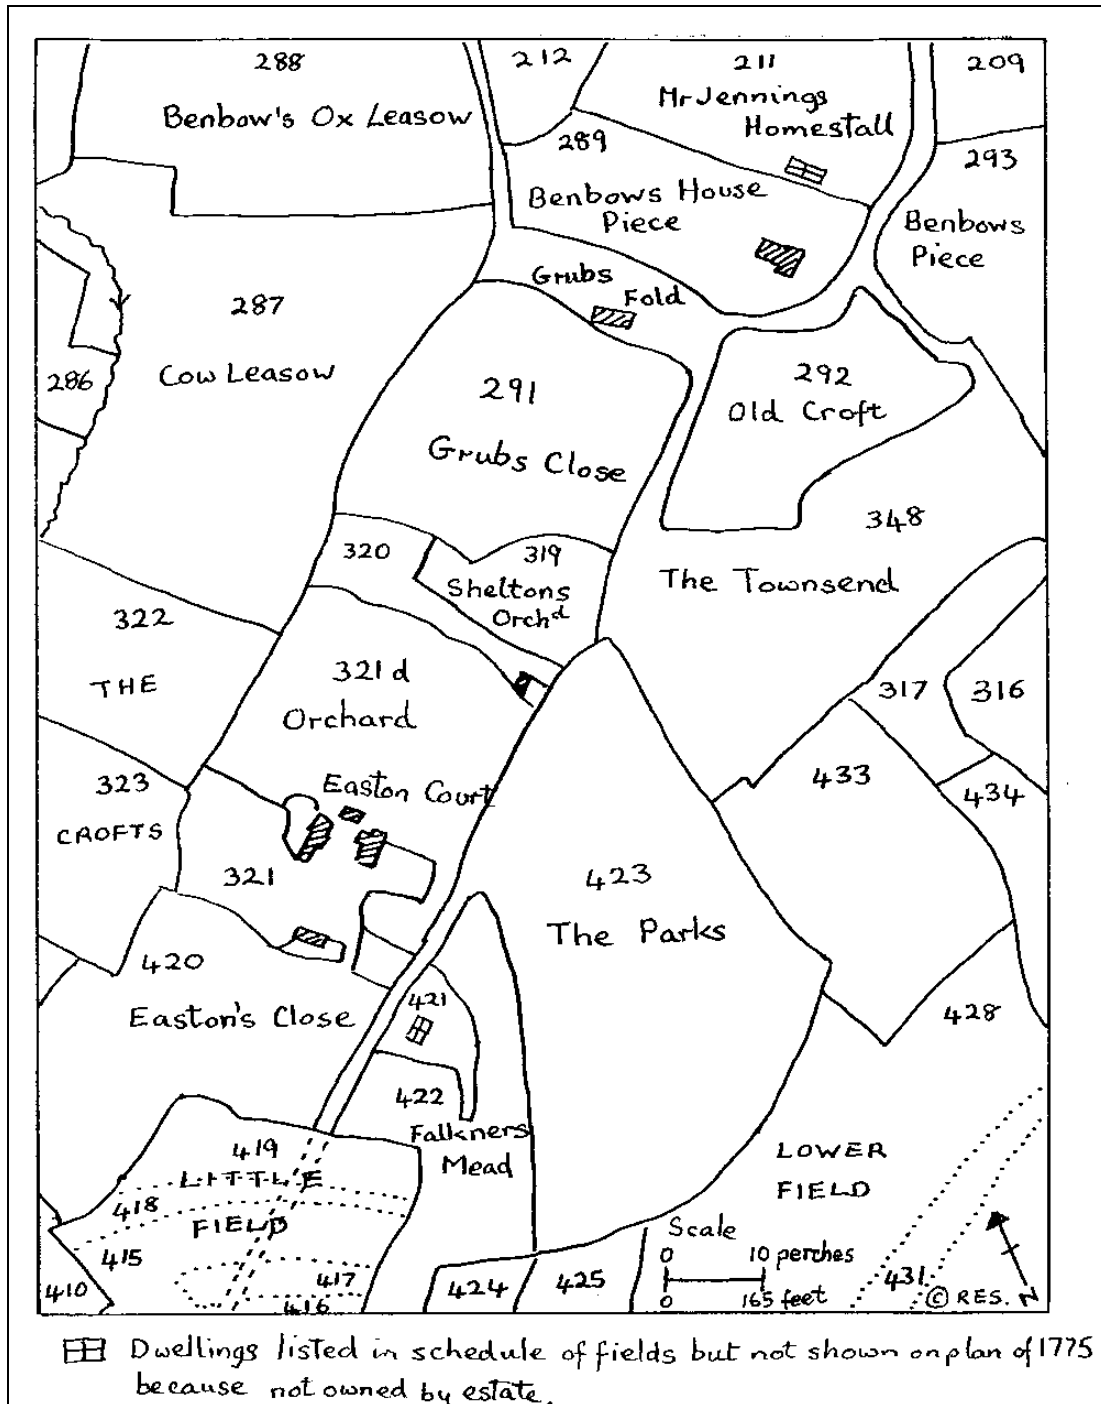 288
Benbow's Ox Leasow
212
211
Mr Jennings
Homestall
209
289
Benbows House
Piece
293
Benbows
Piece
Grubs
Fold
287
Cow Leasow
286
291
Grubs Close
292
Old Croft
348
The Townsend
320
319
Sheltons
Orchd
322
THE
321 d
Orchard
317
316
323
CROFTS
Easton Court
433
434
321
423
The Parks
420
Easton's Close
421
428
422
Falkners
Mead
419
LITTLE
418
FIELD
415
417
410
416
424
425
LOWER
FIELD
Scale
0 10 perches
0 165 feet
431
© RES.
N
Dwellings listed in schedule of fields but not shown on plan of 1775
because not owned by estate.